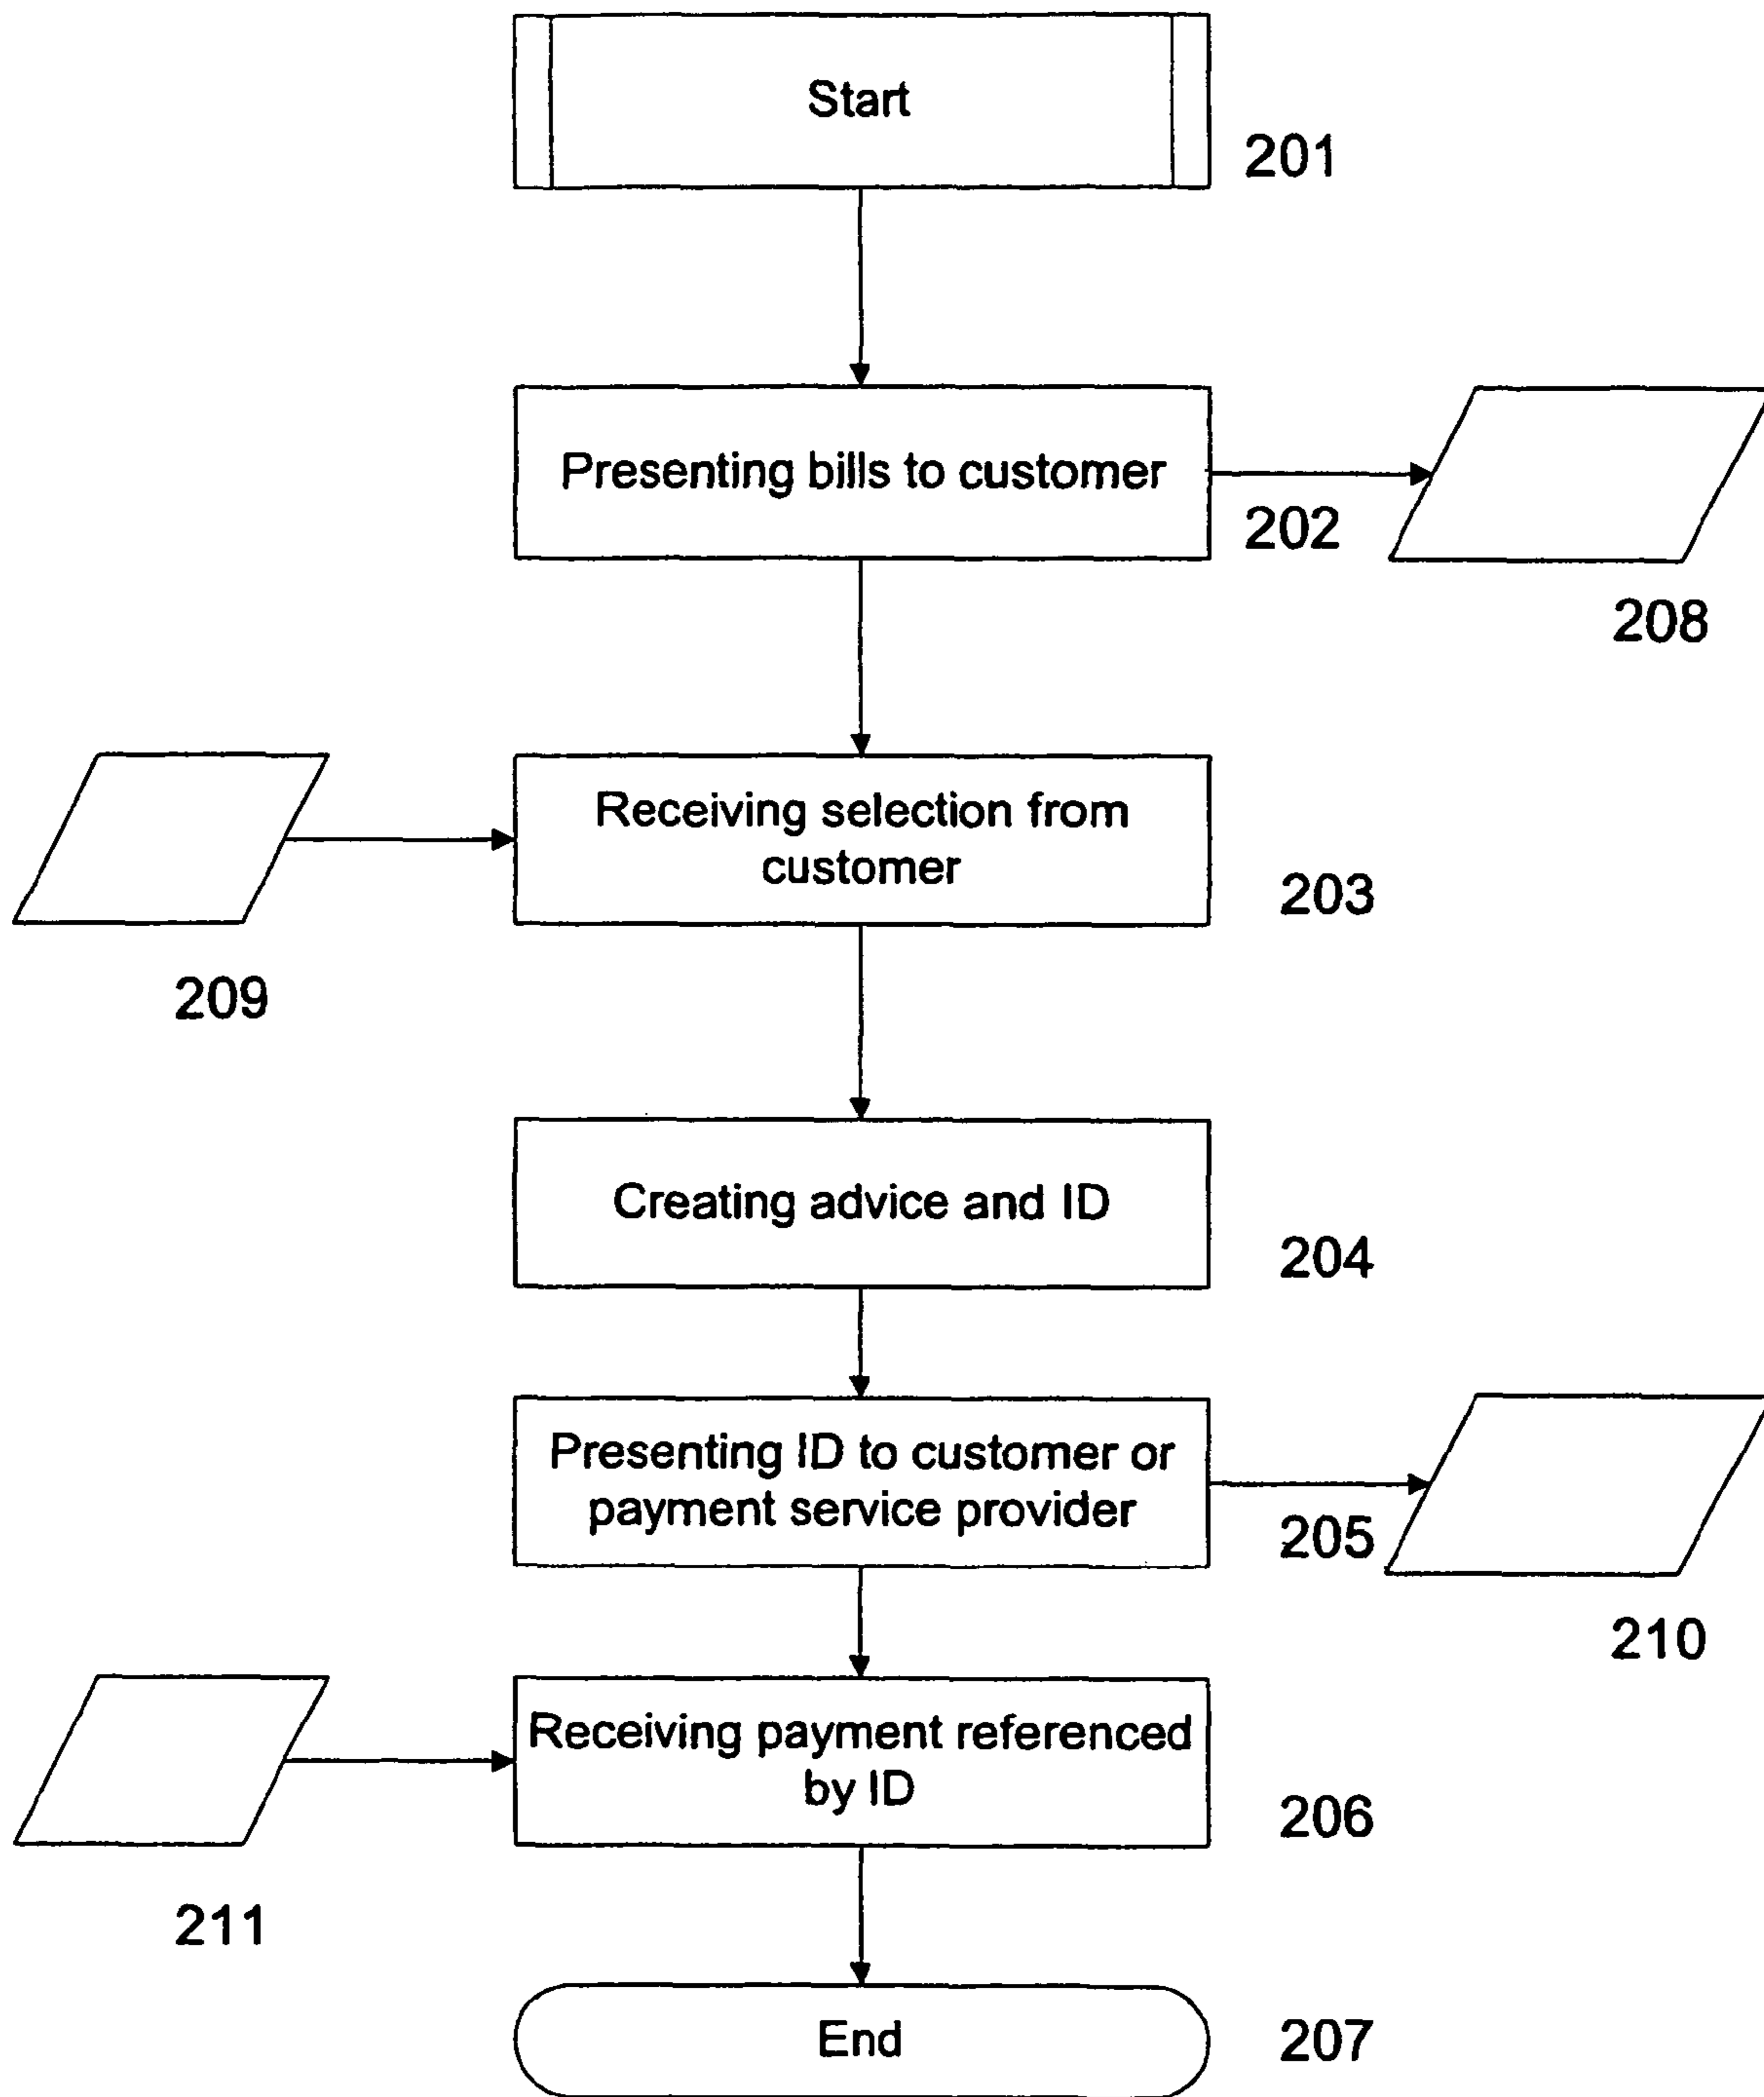 Start
201
Presenting bills to customer
202
208
Receiving selection from
customer
203
209
Creating advice and ID
204
Presenting ID to customer or
payment service provider
205
210
Receiving payment referenced
by ID
206
211
End
207